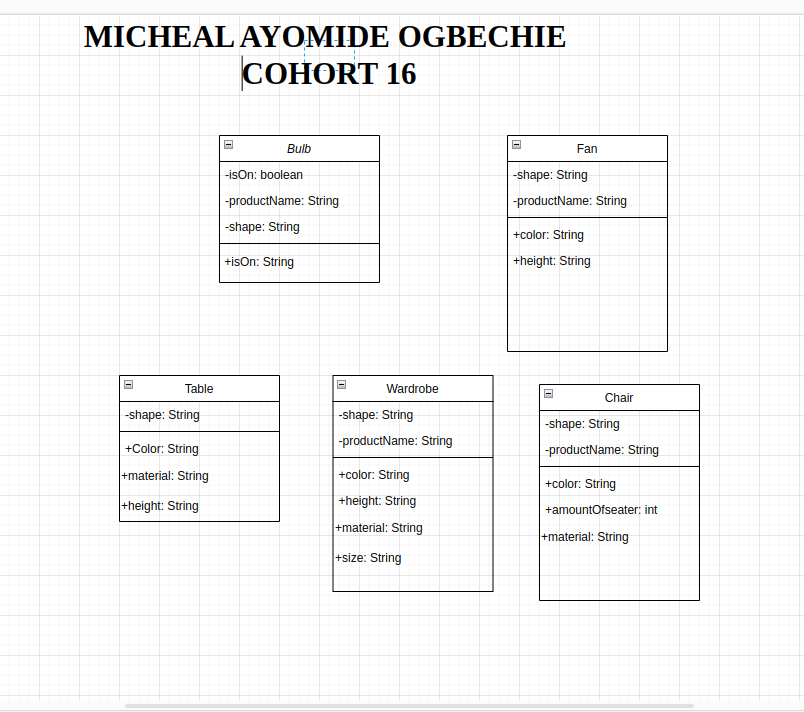 MICHEAL AYOMIDE OGBECHIE
COHORT 16
Bulb
-isOn: boolean
-productName: String
-shape: String
+isOn: String
Fan
-shape: String
-productName: String
+color: String
+height: String
Table
-shape: String
+Color: String
+material: String
+height: String
Wardrobe
-shape: String
-productName: String
+color: String
+height: String
+material: String
+size: String
Chair
-shape: String
-productName: String
+color: String
+amountOfseater: int
+material: String